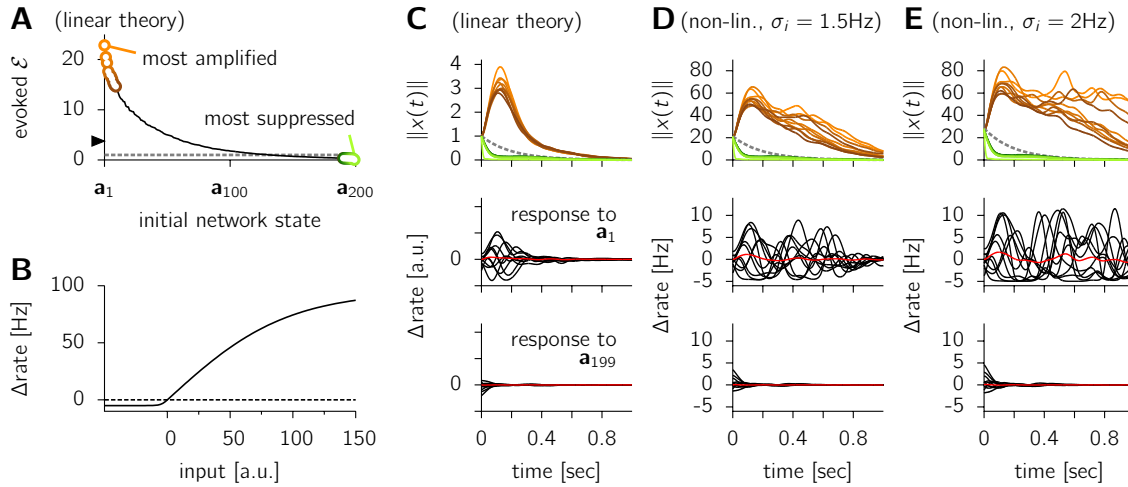 A (linear theory)
evoked ℰ
20
10
0
most amplified
most suppressed
a1 a100 a200
initial network state
B
Δrate [Hz]
100
50
0
0 50 100 150
input [a.u.]
C (linear theory)
||x(t)||
4
3
2
1
0
Δrate [a.u.]
response to
a1
0
response to
a199
0
0 0.4 0.8
time [sec]
D (non-lin., σi = 1.5Hz)
||x(t)||
80
60
40
20
0
Δrate [Hz]
10
5
0
-5
10
5
0
-5
0 0.4 0.8
time [sec]
E (non-lin., σi = 2Hz)
||x(t)||
80
60
40
20
0
Δrate [Hz]
10
5
0
-5
10
5
0
-5
0 0.4 0.8
time [sec]